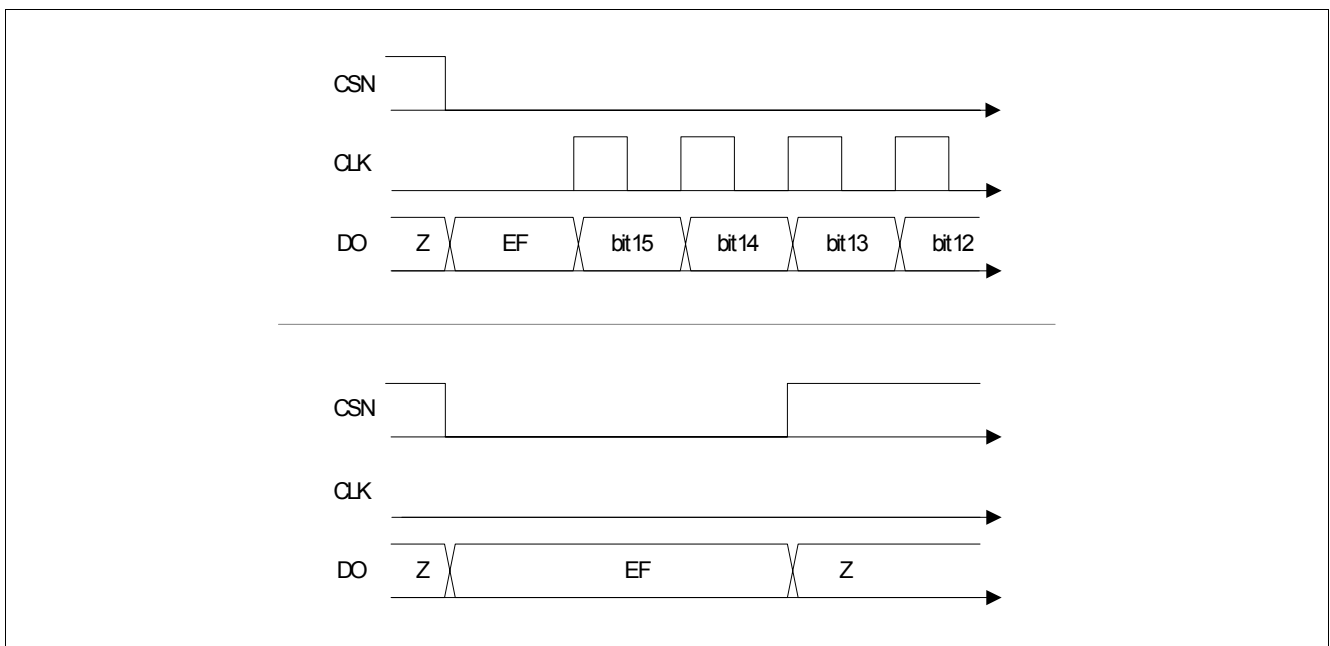 CSN
CLK
DO Z EF bit15 bit14 bit13 bit12
CSN
CLK
DO Z EF Z